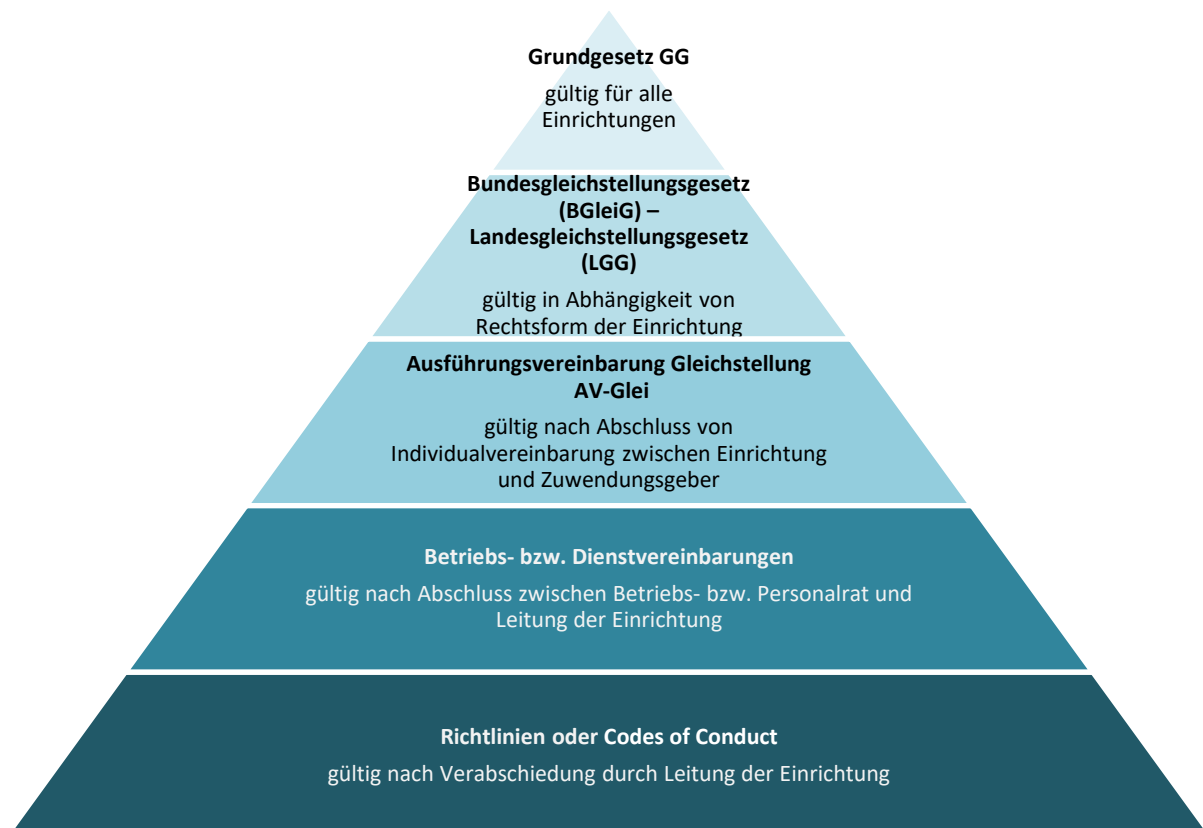 Grundgesetz GG
gültig für alle
Einrichtungen
Bundesgleichstellungsgesetz
(BGleiG) –
Landesgleichstellungsgesetz
(LGG)
gültig in Abhängigkeit von
Rechtsform der Einrichtung
Ausführungsvereinbarung Gleichstellung
AV-Glei
gültig nach Abschluss von
Individualvereinbarung zwischen Einrichtung
und Zuwendungsgeber
Betriebs- bzw. Dienstvereinbarungen
gültig nach Abschluss zwischen Betriebs- bzw. Personalrat und
Leitung der Einrichtung
Richtlinien oder Codes of Conduct
gültig nach Verabschiedung durch Leitung der Einrichtung